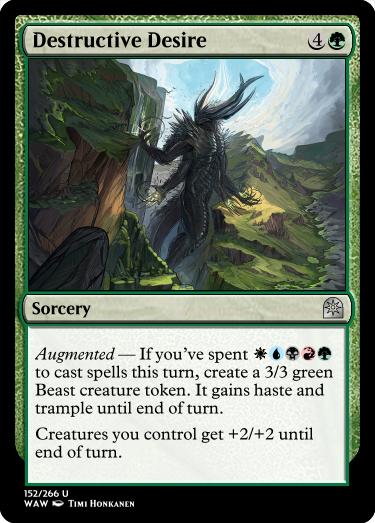 Destructive Desire 4
Sorcery
Augmented — If you've spent
to cast spells this turn, create a 3/3 green
Beast creature token. It gains haste and
trample until end of turn.
Creatures you control get +2/+2 until
end of turn.
152/266 U
WAW Timi Honkanen